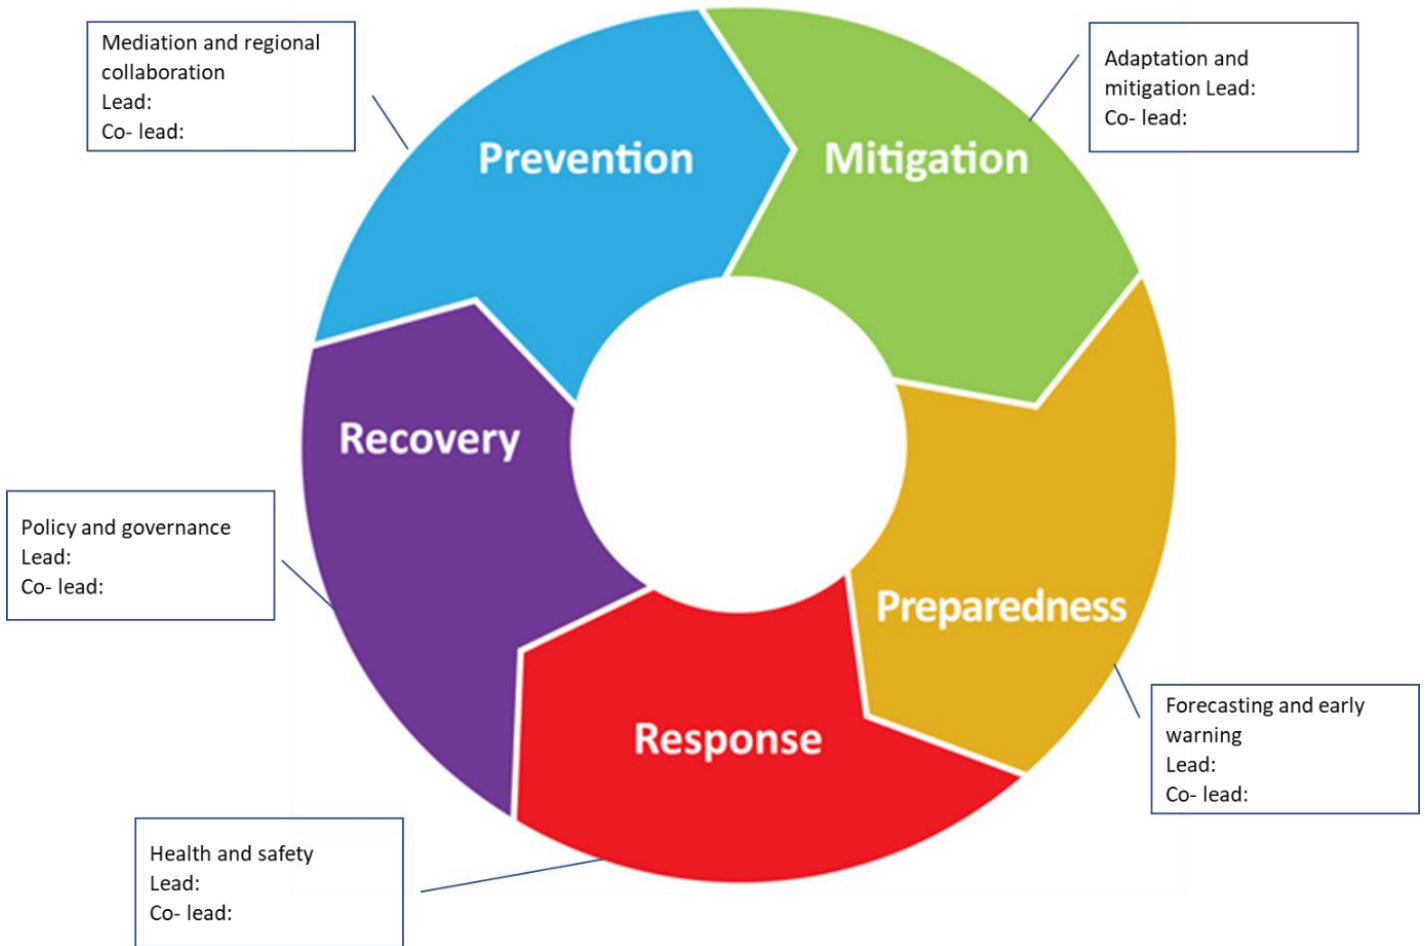 Mediation and regional
collaboration
Lead:
Co- lead:
Adaptation and
mitigation Lead:
Co- lead:
Prevention
Mitigation
Recovery
Policy and governance
Lead:
Co- lead:
Preparedness
Response
Forecasting and early
warning
Lead:
Co- lead:
Health and safety
Lead:
Co- lead: